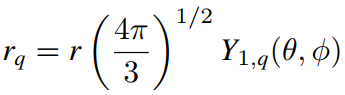 r_q = r \left( \frac{4\pi}{3} \right)^{1/2} Y_{1,q}(\theta, \phi)